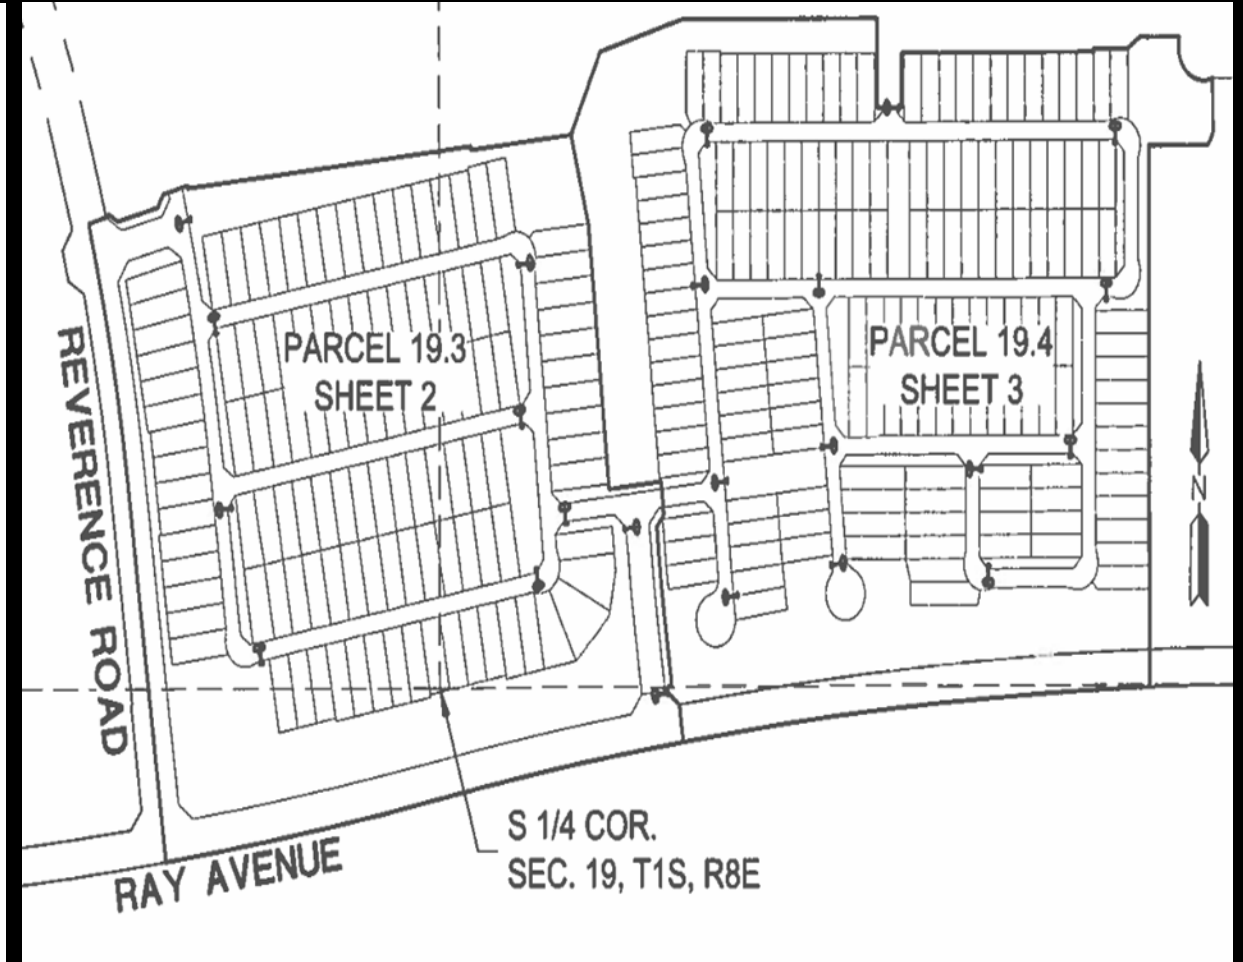 PARCEL 19.3
SHEET 2
PARCEL 19.4
SHEET 3
REVERENCE ROAD
N
S 1/4 COR.
SEC. 19, T1S, R8E
RAY AVENUE